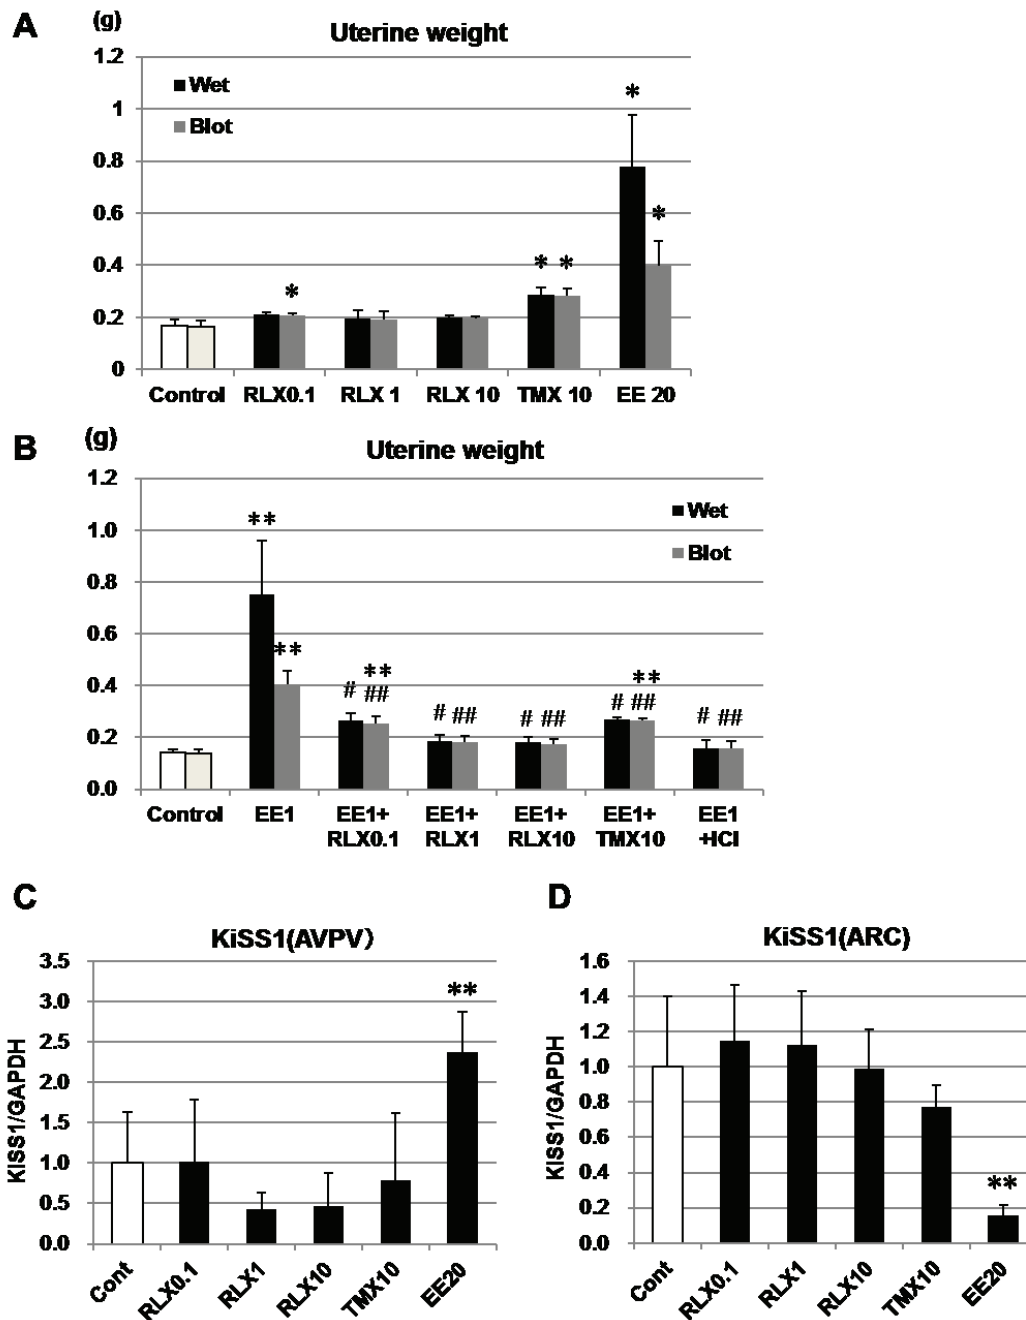 A
(g)
Uterine weight
1.2
Wet
1
*
Blot
0.8
0.6
*
0.4
* *
*
0.2
0
Control RLX0.1 RLX 1 RLX 10 TMX 10 EE 20
B
(g)
Uterine weight
1.2
Wet
1.0
**
Blot
0.8
0.6
**
** **
0.4
# ## # ## # ## # ## # ##
0.2
0.0
Control EE1 EE1+ EE1+ EE1+ EE1+ EE1
RLX0.1 RLX1 RLX10 TMX10 +ICI
C
KiSS1(AVPV)
3.5
3.0
**
2.5
2.0
1.5
1.0
0.5
0.0
KISS1/GAPDH
Cont RLX0.1 RLX1 RLX10 TMX10 EE20
D
KiSS1(ARC)
1.6
1.4
1.2
1.0
0.8
0.6
0.4
**
0.2
0.0
KISS1/GAPDH
Cont RLX0.1 RLX1 RLX10 TMX10 EE20